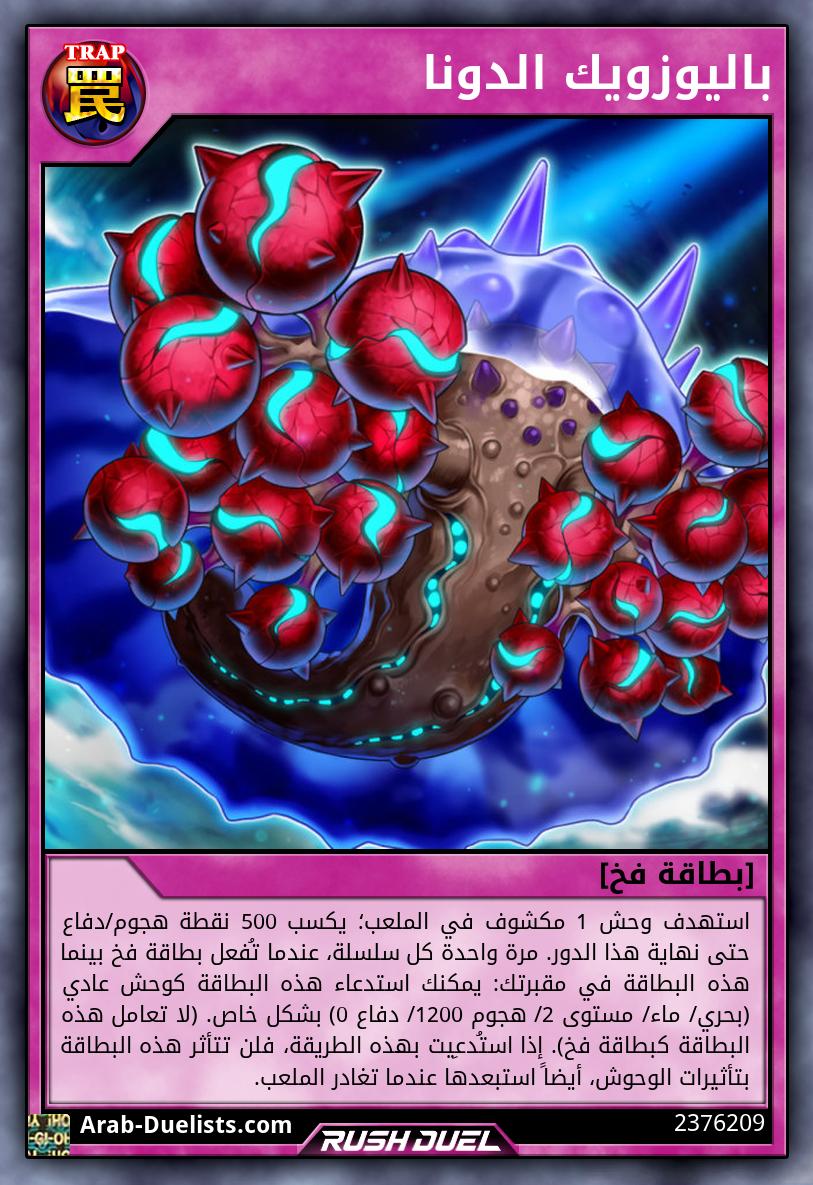 TRAP
罠
باليوزويك الدونا
[بطاقة فخ]
استهدف وحش 1 مكشوف في الملعب؛ يكسب 500 نقطة هجوم/دفاع
حتى نهاية هذا الدور. مرة واحدة كل سلسلة، عندما تُفعل بطاقة فخ بينما
هذه البطاقة في مقبرتك: يمكنك استدعاء هذه البطاقة كوحش عادي
(بحري/ ماء/ مستوى 2/ هجوم 1200/ دفاع 0) بشكل خاص. (لا تعامل هذه
البطاقة كبطاقة فخ). إذا استُدعِيت بهذه الطريقة، فلن تتأثر هذه البطاقة
بتأثيرات الوحوش، أيضاً استبعدها عندما تغادر الملعب.
Arab-Duelists.com
RUSH DUEL
2376209